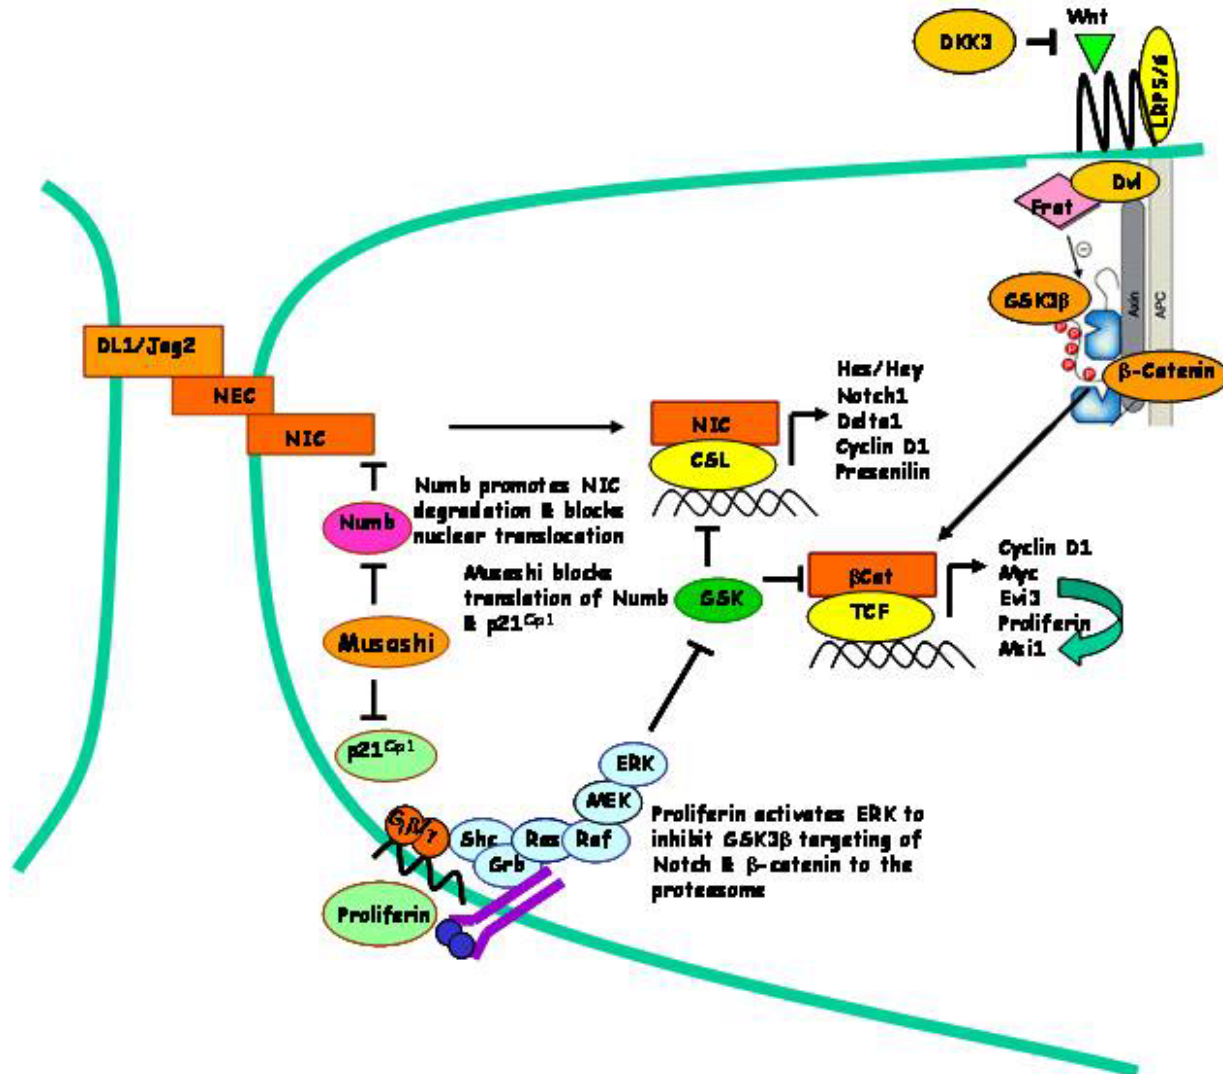 DKK3
Wnt
LRP5/6
Dvl
Frat
GSK3β
Axin
APC
P
P
P
P
P
β-Catenin
DL1/Jag2
NEC
NIC
NIC
CSL
Hes/Hey
Notch1
Delta1
Cyclin D1
Presenilin
Numb
Numb promotes NIC
degradation & blocks
nuclear translocation
Musashi blocks
translation of Numb
& p21Cip1
Musashi
GSK
βCat
TCF
Cyclin D1
Myc
Evi3
Proliferin
Msi1
p21Cip1
ERK
MEK
Raf
Ras
Shc
Grb
Proliferin
Proliferin activates ERK to
inhibit GSK3β targeting of
Notch & β-catenin to the
proteasome